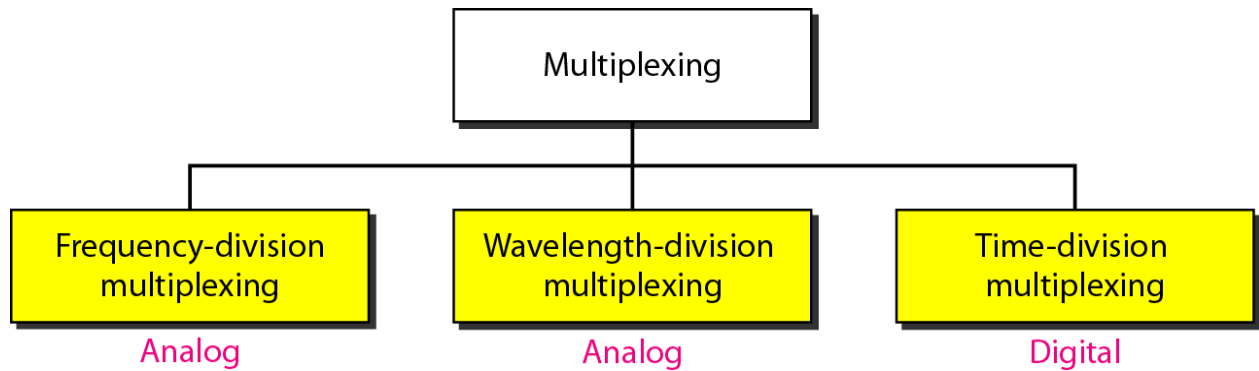 Multiplexing
Frequency-division
multiplexing
Wavelength-division
multiplexing
Time-division
multiplexing
Analog
Analog
Digital